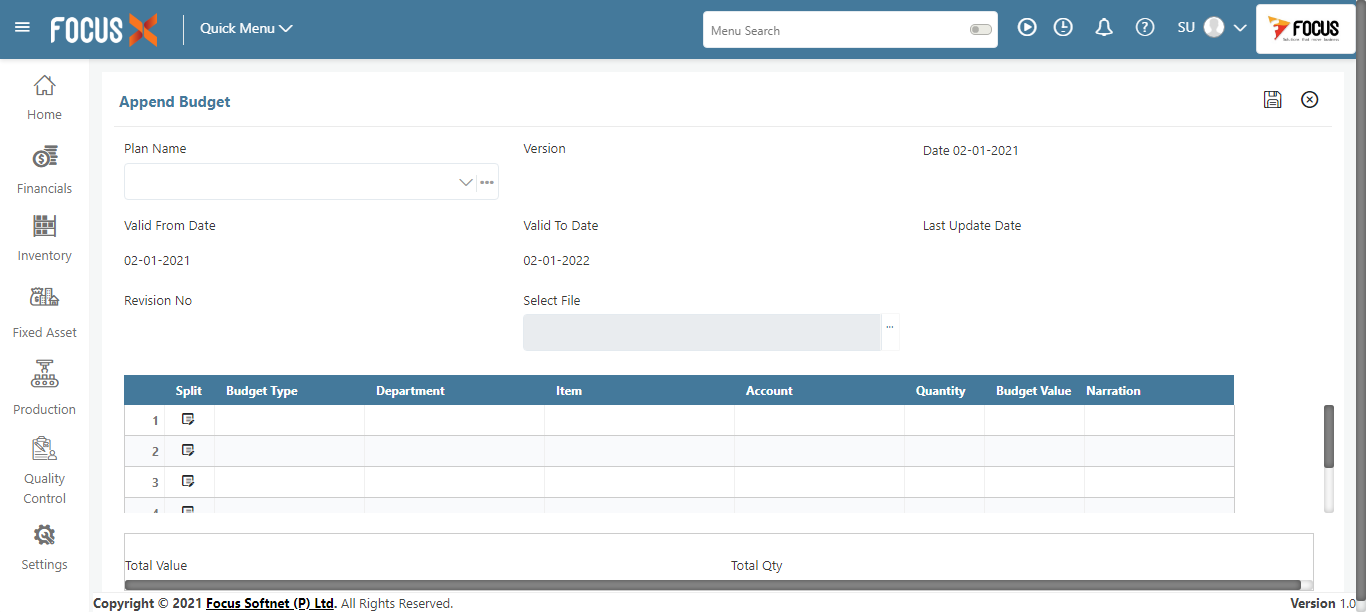 FOCUS X
Quick Menu
Menu Search
SU
FOCUS
Append Budget
Plan Name
Version
Date 02-01-2021
Valid From Date
Valid To Date
Last Update Date
02-01-2021
02-01-2022
Revision No
Select File
Split Budget Type Department Item Account Quantity Budget Value Narration
1
2
3
4
Total Value
Total Qty
Home
Financials
Inventory
Fixed Asset
Production
Quality
Control
Settings
Copyright © 2021 Focus Softnet (P) Ltd. All Rights Reserved.
Version 1.0